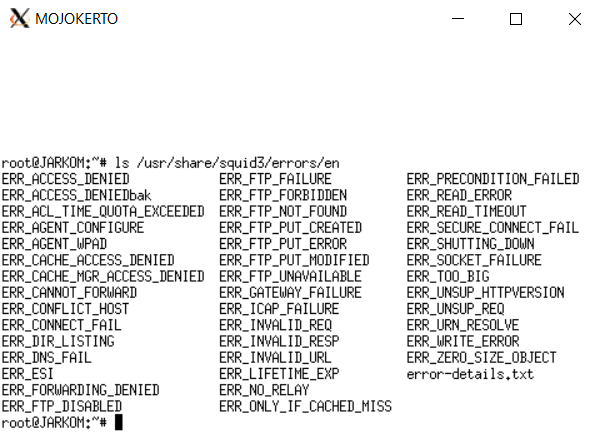 MOJOKERTO
root@JARKOM:~# ls /usr/share/squid3/errors/en
ERR_ACCESS_DENIED ERR_FTP_FAILURE ERR_PRECONDITION_FAILED
ERR_ACCESS_DENIEDbak ERR_FTP_FORBIDDEN ERR_READ_ERROR
ERR_ACL_TIME_QUOTA_EXCEEDED ERR_FTP_NOT_FOUND ERR_READ_TIMEOUT
ERR_AGENT_CONFIGURE ERR_FTP_PUT_CREATED ERR_SECURE_CONNECT_FAIL
ERR_AGENT_WPAD ERR_FTP_PUT_ERROR ERR_SHUTTING_DOWN
ERR_CACHE_ACCESS_DENIED ERR_FTP_PUT_MODIFIED ERR_SOCKET_FAILURE
ERR_CACHE_MGR_ACCESS_DENIED ERR_FTP_UNAVAILABLE ERR_TOO_BIG
ERR_CANNOT_FORWARD ERR_GATEWAY_FAILURE ERR_UNSUP_HTTPVERSION
ERR_CONFLICT_HOST ERR_ICAP_FAILURE ERR_UNSUP_REQ
ERR_CONNECT_FAIL ERR_INVALID_REQ ERR_URN_RESOLVE
ERR_DIR_LISTING ERR_INVALID_RESP ERR_WRITE_ERROR
ERR_DNS_FAIL ERR_INVALID_URL ERR_ZERO_SIZE_OBJECT
ERR_ESI ERR_LIFETIME_EXP error-details.txt
ERR_FORWARDING_DENIED ERR_NO_RELAY
ERR_FTP_DISABLED ERR_ONLY_IF_CACHED_MISS
root@JARKOM:~#